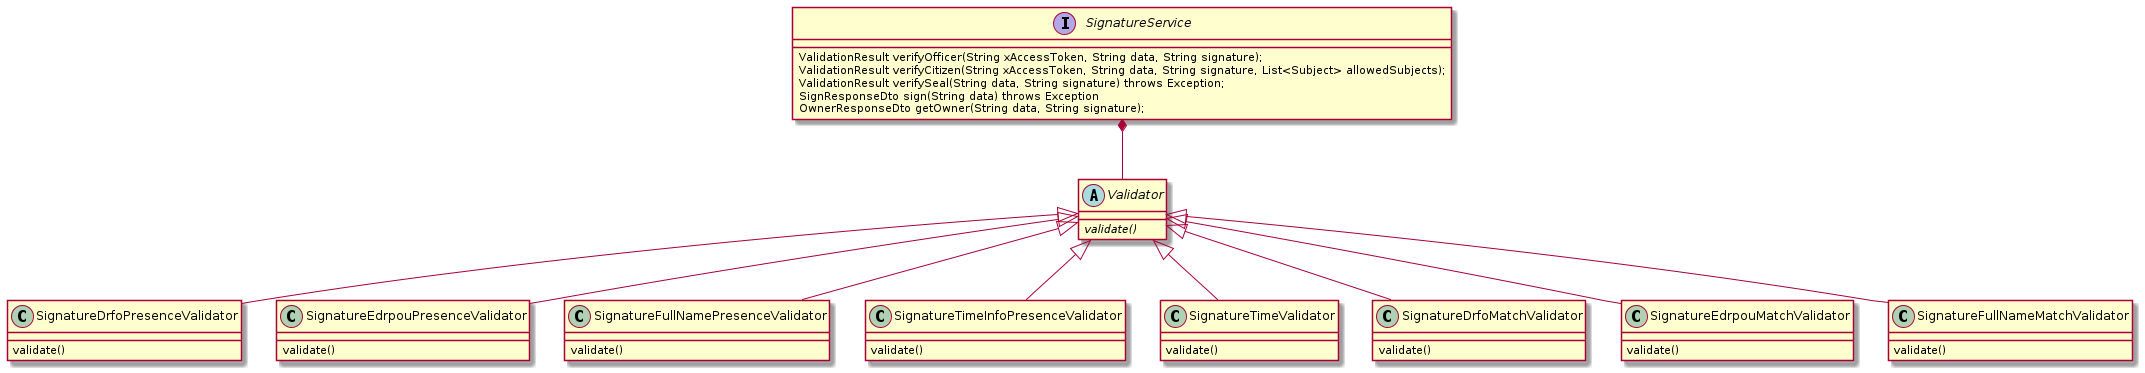 I SignatureService
ValidationResult verifyOfficer(String xAccessToken, String data, String signature);
ValidationResult verifyCitizen(String xAccessToken, String data, String signature, List<Subject> allowedSubjects);
ValidationResult verifySeal(String data, String signature) throws Exception;
SignResponseDto sign(String data) throws Exception
OwnerResponseDto getOwner(String data, String signature);
A Validator
validate()
C SignatureDrfoPresenceValidator
validate()
C SignatureEdrpouPresenceValidator
validate()
C SignatureFullNamePresenceValidator
validate()
C SignatureTimeInfoPresenceValidator
validate()
C SignatureTimeValidator
validate()
C SignatureDrfoMatchValidator
validate()
C SignatureEdrpouMatchValidator
validate()
C SignatureFullNameMatchValidator
validate()